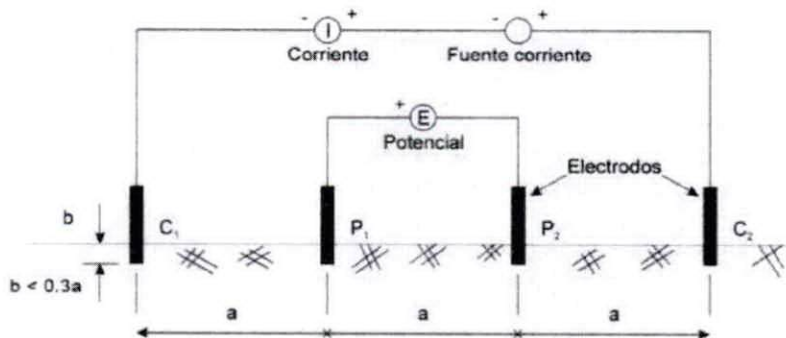 - I + - +
Corriente Fuente corriente
+ E
Potencial
Electrodos
b C₁ P₁ P₂ C₂
b < 0.3a
a a a